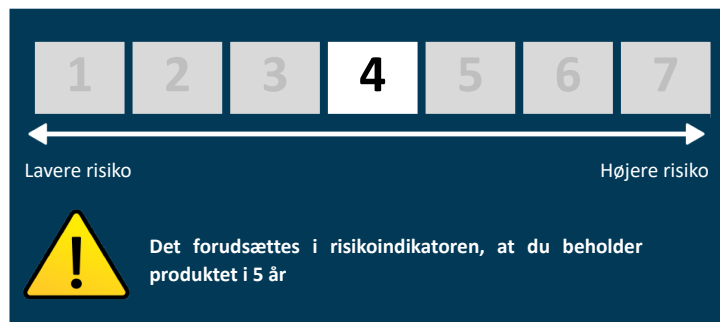 1 2 3 4 5 6 7
Lavere risiko Højere risiko
!
Det forudsættes i risikoindikatoren, at du beholder
produktet i 5 år